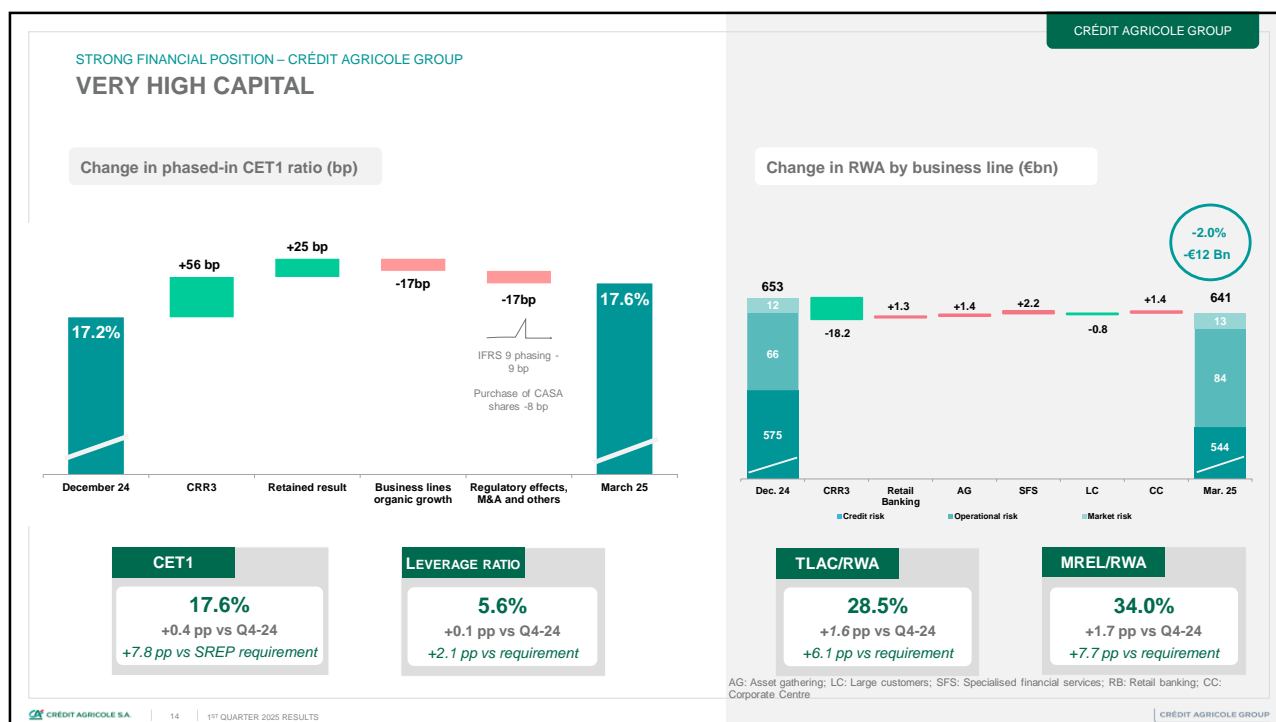 CRÉDIT AGRICOLE GROUP
STRONG FINANCIAL POSITION – CRÉDIT AGRICOLE GROUP
VERY HIGH CAPITAL
Change in phased-in CET1 ratio (bp)
+25 bp
+56 bp
-17bp
-17bp
17.2%
17.6%
IFRS 9 phasing -
9 bp
Purchase of CASA
shares -8 bp
December 24
CRR3
Retained result
Business lines
organic growth
Regulatory effects,
M&A and others
March 25
Change in RWA by business line (€bn)
-2.0%
-€12 Bn
653
12
66
575
-18.2
+1.3
+1.4
+2.2
-0.8
+1.4
641
13
84
544
Dec. 24
CRR3
Retail
Banking
AG
SFS
LC
CC
Mar. 25
Credit risk
Operational risk
Market risk
CET1
17.6%
+0.4 pp vs Q4-24
+7.8 pp vs SREP requirement
LEVERAGE RATIO
5.6%
+0.1 pp vs Q4-24
+2.1 pp vs requirement
TLAC/RWA
28.5%
+1.6 pp vs Q4-24
+6.1 pp vs requirement
MREL/RWA
34.0%
+1.7 pp vs Q4-24
+7.7 pp vs requirement
AG: Asset gathering; LC: Large customers; SFS: Specialised financial services; RB: Retail banking; CC:
Corporate Centre
CRÉDIT AGRICOLE S.A.
14
1ST QUARTER 2025 RESULTS
CRÉDIT AGRICOLE GROUP